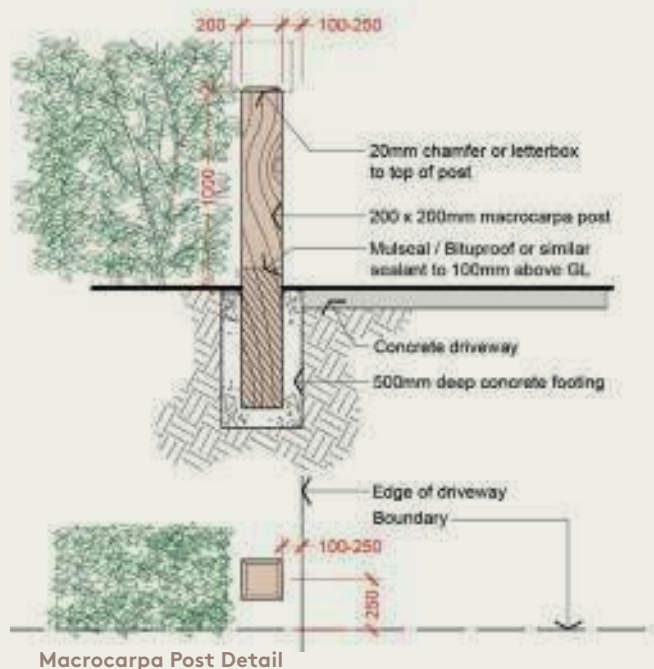 200
100-250
20mm chamfer or letterbox
to top of post
1000
200 x 200mm macrocarpa post
Mulseal / Bituproof or similar
sealant to 100mm above GL
Concrete driveway
500mm deep concrete footing
Edge of driveway
Boundary
100-250
250
Macrocarpa Post Detail